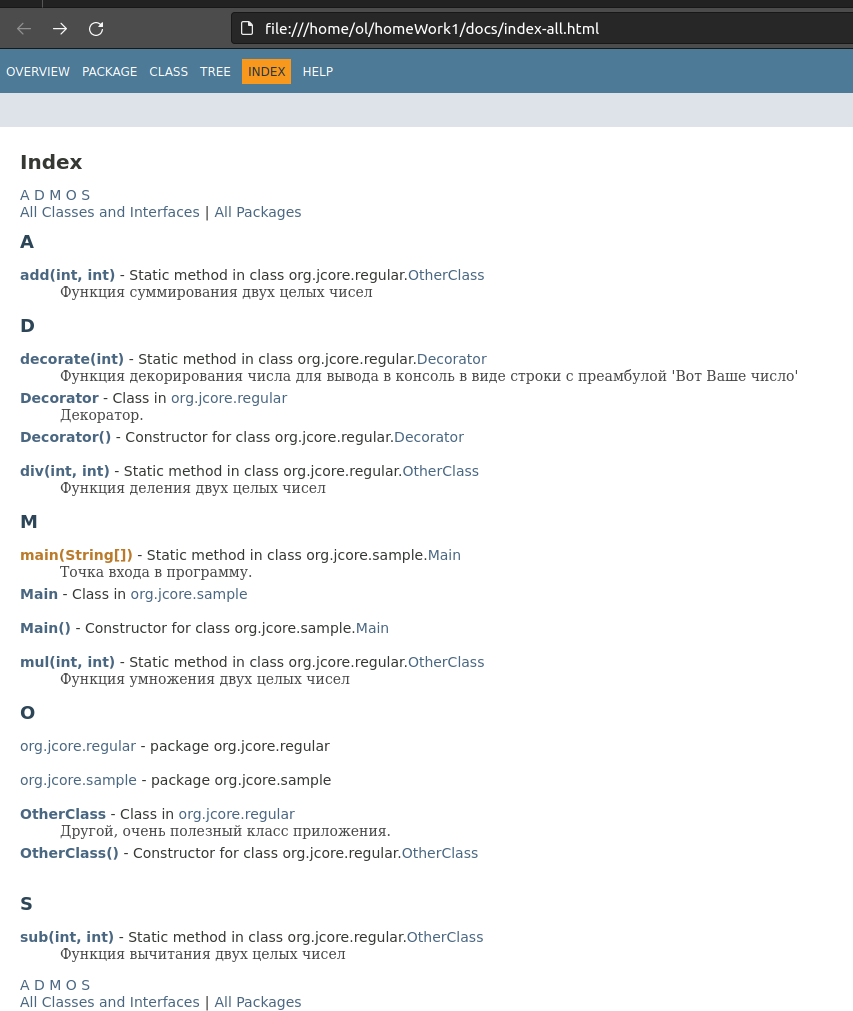 file:///home/ol/homeWork1/docs/index-all.html
OVERVIEW PACKAGE CLASS TREE INDEX HELP
Index
A D M O S
All Classes and Interfaces | All Packages
A
add(int, int) - Static method in class org.jcore.regular.OtherClass
Функция суммирования двух целых чисел
D
decorate(int) - Static method in class org.jcore.regular.Decorator
Функция декорирования числа для вывода в консоль в виде строки с преамбулой 'Вот Ваше число'
Decorator - Class in org.jcore.regular
Декоратор.
Decorator() - Constructor for class org.jcore.regular.Decorator
div(int, int) - Static method in class org.jcore.regular.OtherClass
Функция деления двух целых чисел
M
main(String[]) - Static method in class org.jcore.sample.Main
Точка входа в программу.
Main - Class in org.jcore.sample
Main() - Constructor for class org.jcore.sample.Main
mul(int, int) - Static method in class org.jcore.regular.OtherClass
Функция умножения двух целых чисел
O
org.jcore.regular - package org.jcore.regular
org.jcore.sample - package org.jcore.sample
OtherClass - Class in org.jcore.regular
Другой, очень полезный класс приложения.
OtherClass() - Constructor for class org.jcore.regular.OtherClass
S
sub(int, int) - Static method in class org.jcore.regular.OtherClass
Функция вычитания двух целых чисел
A D M O S
All Classes and Interfaces | All Packages